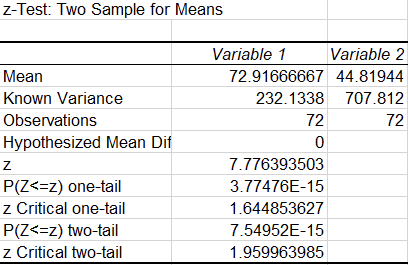 z-Test: Two Sample for Means
Variable 1 Variable 2
Mean 72.91666667 44.81944
Known Variance 232.1338 707.812
Observations 72 72
Hypothesized Mean Dif 0
z 7.776393503
P(Z<=z) one-tail 3.77476E-15
z Critical one-tail 1.644853627
P(Z<=z) two-tail 7.54952E-15
z Critical two-tail 1.959963985